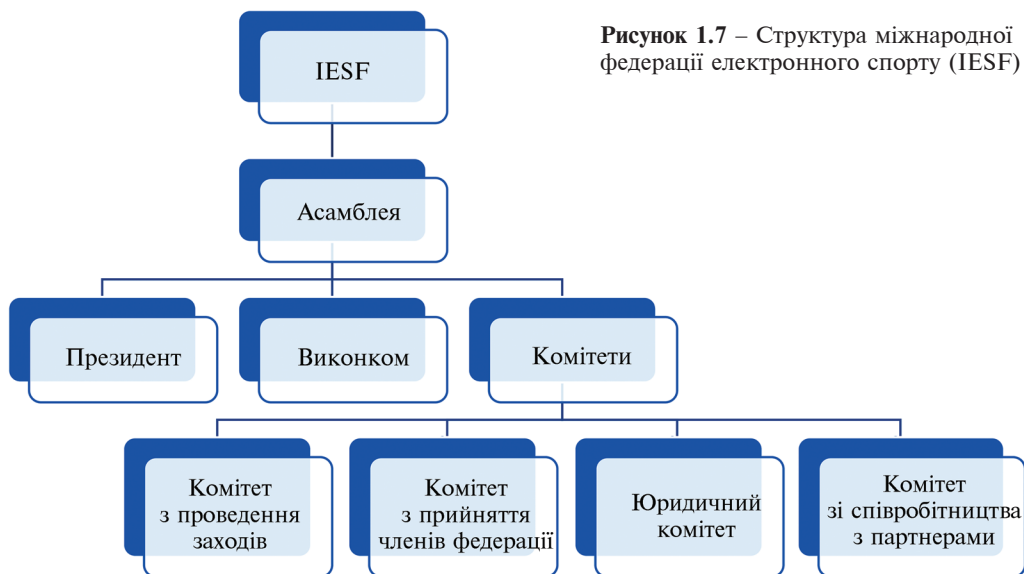 Рисунок 1.7 – Структура міжнародної
федерації електронного спорту (IESF)
IESF
Асамблея
Президент
Виконком
Комітети
Комітет
з проведення
заходів
Комітет
з прийняття
членів федерації
Юридичний
комітет
Комітет
зі співробітництва
з партнерами